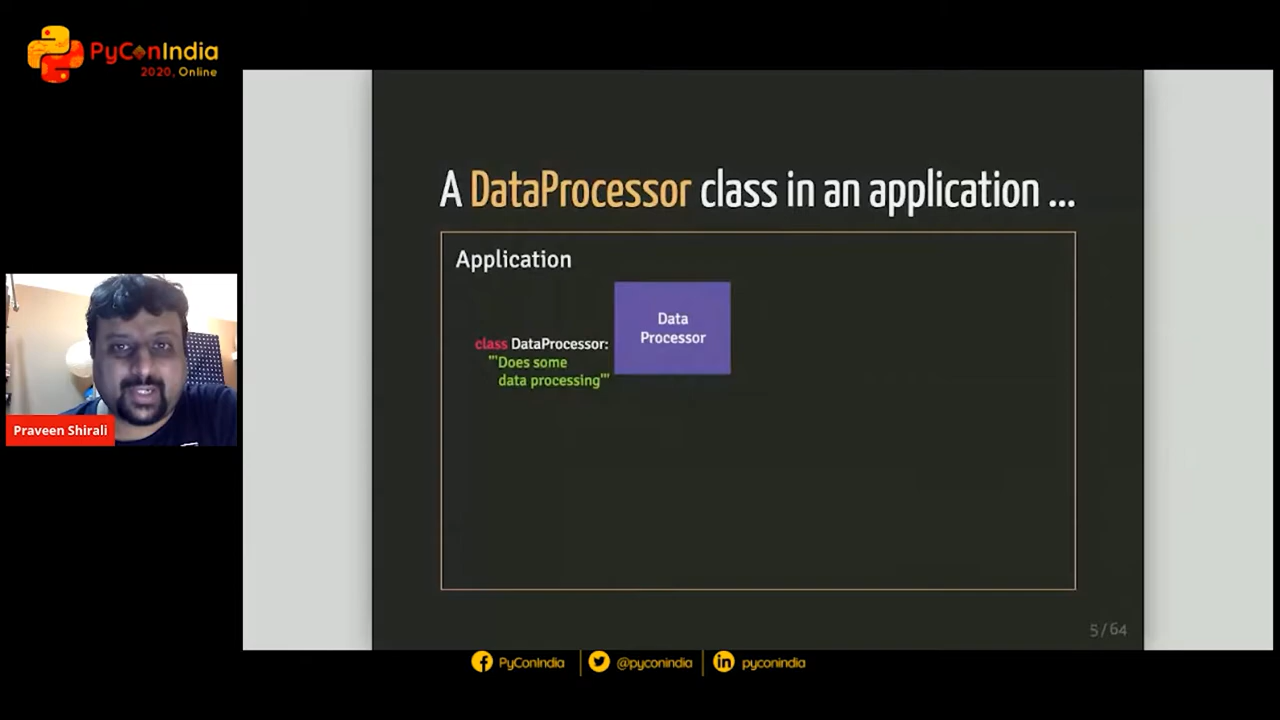 PyConIndia
2020, Online
A DataProcessor class in an application ...
Application
Data
Processor
class DataProcessor:
'''Does some
data processing'''
Praveen Shirali
5/64
PyConIndia
@pyconindia
pyconindia